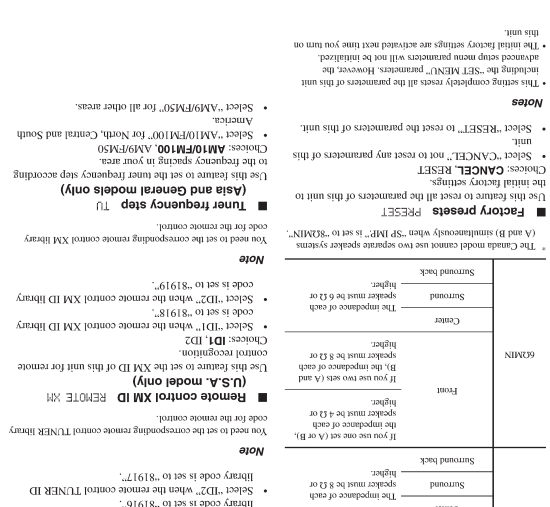 Center
Surround
The impedance of each
speaker must be 8 Ω or
higher.
Surround back
6ΩMIN
Front
If you use one set (A or B),
the impedance of each
speaker must be 4 Ω or
higher.
If you use two sets (A and
B), the impedance of each
speaker must be 8 Ω or
higher.
Center
Surround
The impedance of each
speaker must be 6 Ω or
higher.
Surround back
* The Canada model cannot use two separate speaker systems
(A and B) simultaneously when “SP IMP.” is set to “8ΩMIN”.
■ Factory presets PRESET
Use this feature to reset all the parameters of this unit to
the initial factory settings.
Choices: CANCEL, RESET
• Select “CANCEL” not to reset any parameters of this
unit.
• Select “RESET” to reset the parameters of this unit.
Notes
• This setting completely resets all the parameters of this unit
including the “SET MENU” parameters. However, the
advanced setup menu parameters will not be initialized.
• The initial factory settings are activated next time you turn on
this unit.
library code is set to “81916”.
• Select “ID2” when the remote control TUNER ID
library code is set to “81917”.
Note
You need to set the corresponding remote control TUNER library
code for the remote control.
■ Remote control XM ID REMOTE XM
(U.S.A. model only)
Use this feature to set the XM ID of this unit for remote
control recognition.
Choices: ID1, ID2
• Select “ID1” when the remote control XM ID library
code is set to “81918”.
• Select “ID2” when the remote control XM ID library
code is set to “81919”.
Note
You need to set the corresponding remote control XM library
code for the remote control.
■ Tuner frequency step TU
(Asia and General models only)
Use this feature to set the tuner frequency step according
to the frequency spacing in your area.
Choices: AM10/FM100, AM9/FM50
• Select “AM10/FM100” for North, Central and South
America.
• Select “AM9/FM50” for all other areas.